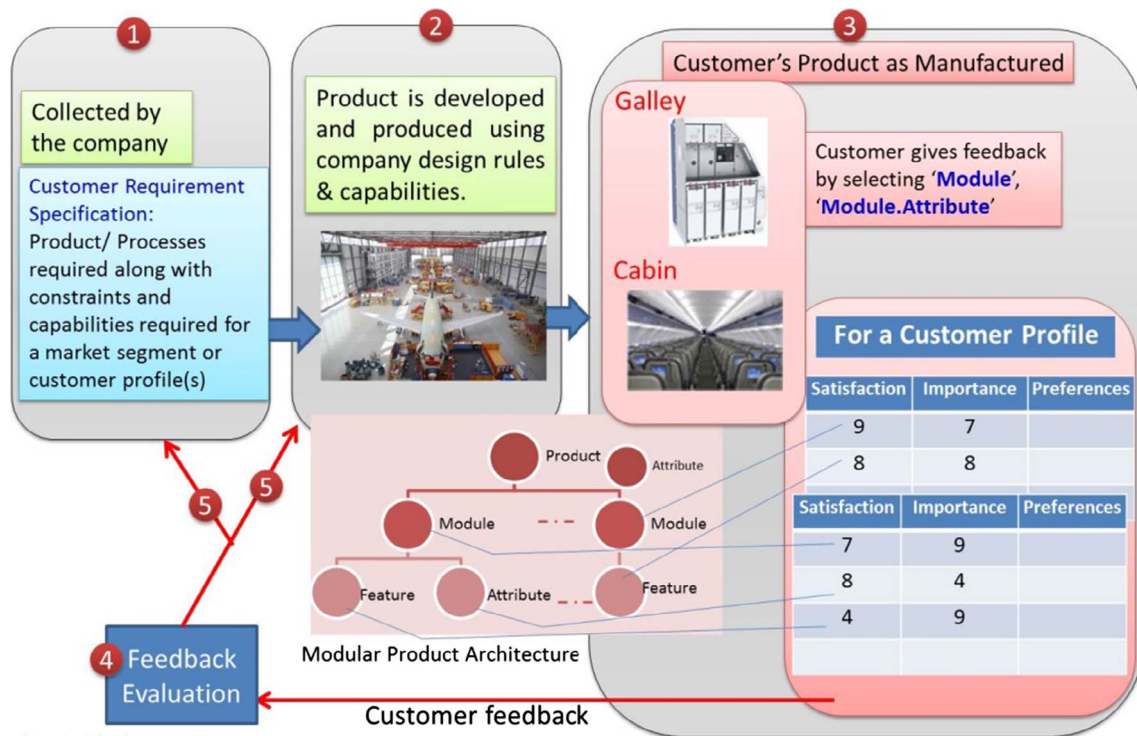 1
Collected by
the company
Customer Requirement
Specification:
Product/ Processes
required along with
constraints and
capabilities required for
a market segment or
customer profile(s)
2
Product is developed
and produced using
company design rules
& capabilities.
3
Customer's Product as Manufactured
Galley
Cabin
Customer gives feedback
by selecting 'Module',
'Module.Attribute'
For a Customer Profile
Satisfaction Importance Preferences
9 7
8 8
Satisfaction Importance Preferences
7 9
8 4
4 9
Product
Attribute
Module
Module
Feature
Attribute
Feature
Modular Product Architecture
5
5
4
Feedback
Evaluation
Customer feedback